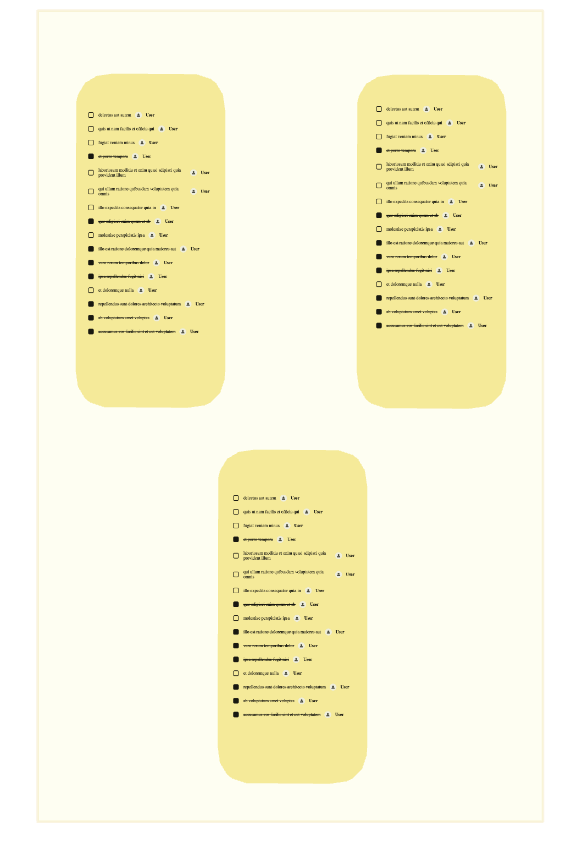 delectus aut autem User
quis ut nam facilis et officia qui User
fugiat veniam minus User
et porro tempora User
laboriosam mollitia et enim quasi adipisci quia
provident illum User
qui ullam ratione quibusdam voluptatem quia
omnis User
illo expedita consequatur quia in User
quo adipisci enim quam ut ab User
molestiae perspiciatis ipsa User
illo est ratione doloremque quia maiores aut User
vero rerum temporibus dolor User
ipsa repellendus fugit nisi User
et doloremque nulla User
repellendus sunt dolores architecto voluptatum User
ab voluptatum amet voluptas User
accusamus eos facilis sint et aut voluptatem User
delectus aut autem User
quis ut nam facilis et officia qui User
fugiat veniam minus User
et porro tempora User
laboriosam mollitia et enim quasi adipisci quia
provident illum User
qui ullam ratione quibusdam voluptatem quia
omnis User
illo expedita consequatur quia in User
quo adipisci enim quam ut ab User
molestiae perspiciatis ipsa User
illo est ratione doloremque quia maiores aut User
vero rerum temporibus dolor User
ipsa repellendus fugit nisi User
et doloremque nulla User
repellendus sunt dolores architecto voluptatum User
ab voluptatum amet voluptas User
accusamus eos facilis sint et aut voluptatem User
delectus aut autem User
quis ut nam facilis et officia qui User
fugiat veniam minus User
et porro tempora User
laboriosam mollitia et enim quasi adipisci quia
provident illum User
qui ullam ratione quibusdam voluptatem quia
omnis User
illo expedita consequatur quia in User
quo adipisci enim quam ut ab User
molestiae perspiciatis ipsa User
illo est ratione doloremque quia maiores aut User
vero rerum temporibus dolor User
ipsa repellendus fugit nisi User
et doloremque nulla User
repellendus sunt dolores architecto voluptatum User
ab voluptatum amet voluptas User
accusamus eos facilis sint et aut voluptatem User